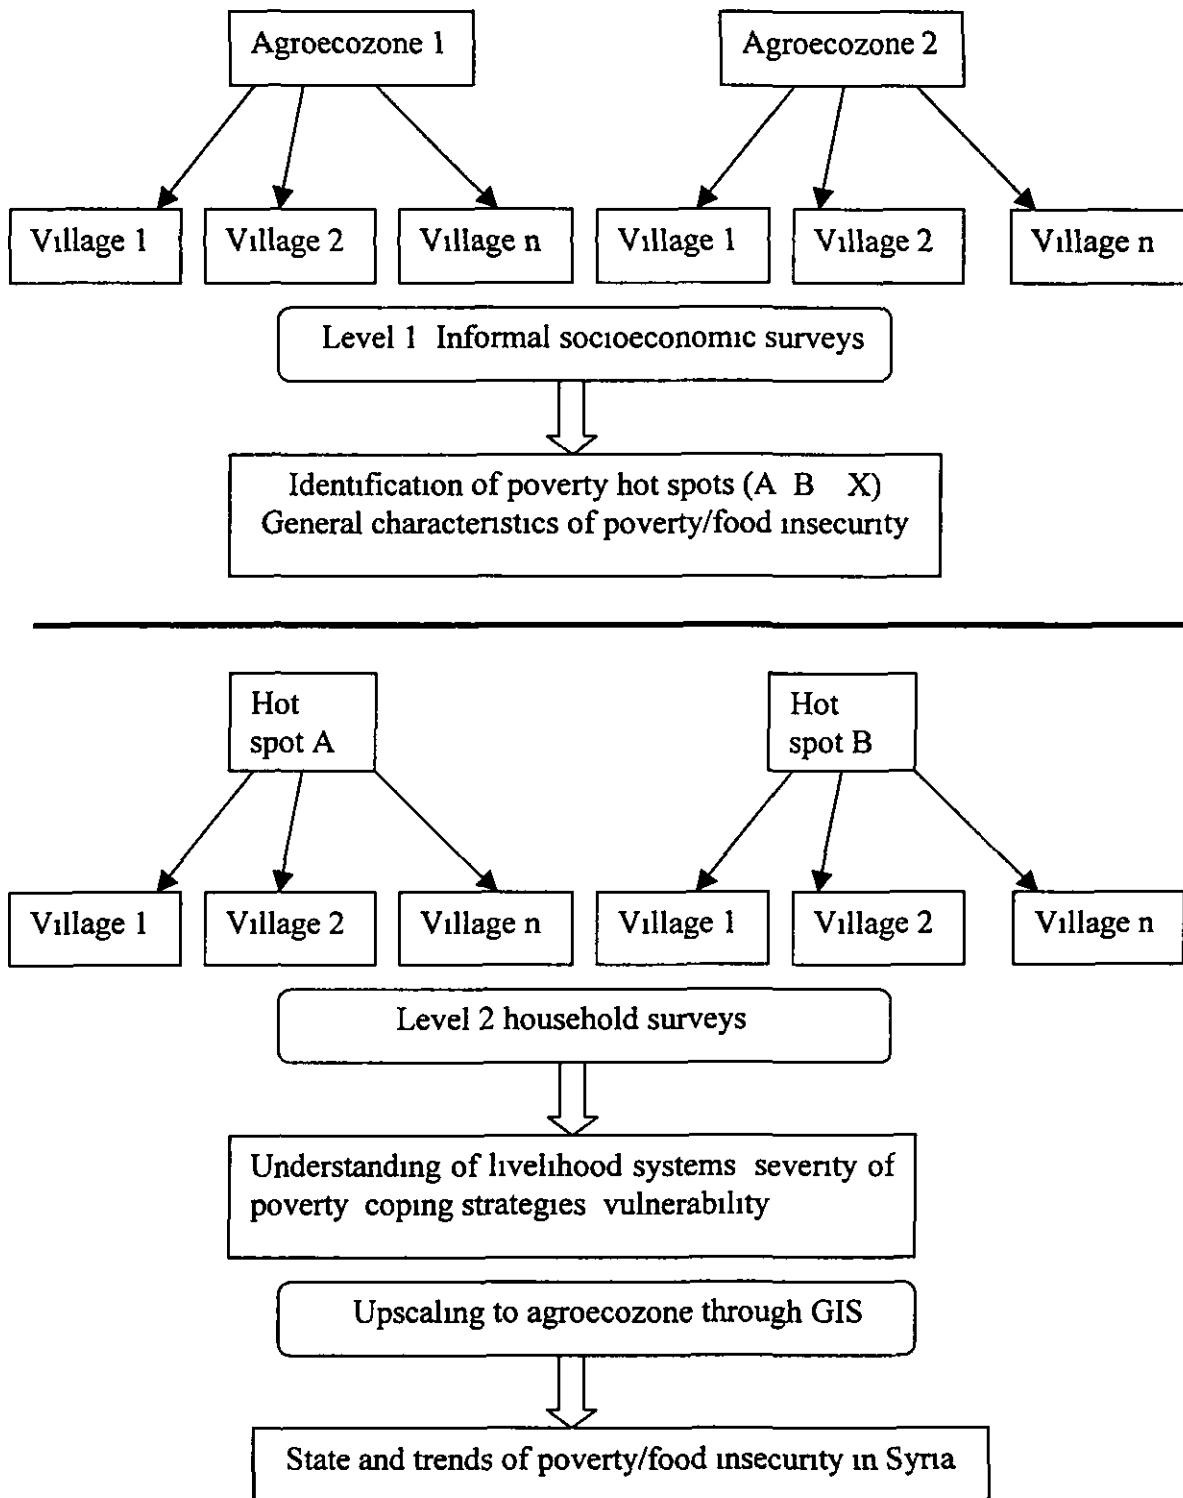 Agroecozone 1
Agroecozone 2
Village 1
Village 2
Village n
Village 1
Village 2
Village n
Level 1 Informal socioeconomic surveys
Identification of poverty hot spots (A B X)
General characteristics of poverty/food insecurity
Hot
spot A
Hot
spot B
Village 1
Village 2
Village n
Village 1
Village 2
Village n
Level 2 household surveys
Understanding of livelihood systems severity of
poverty coping strategies vulnerability
Upscaling to agroecozone through GIS
State and trends of poverty/food insecurity in Syria